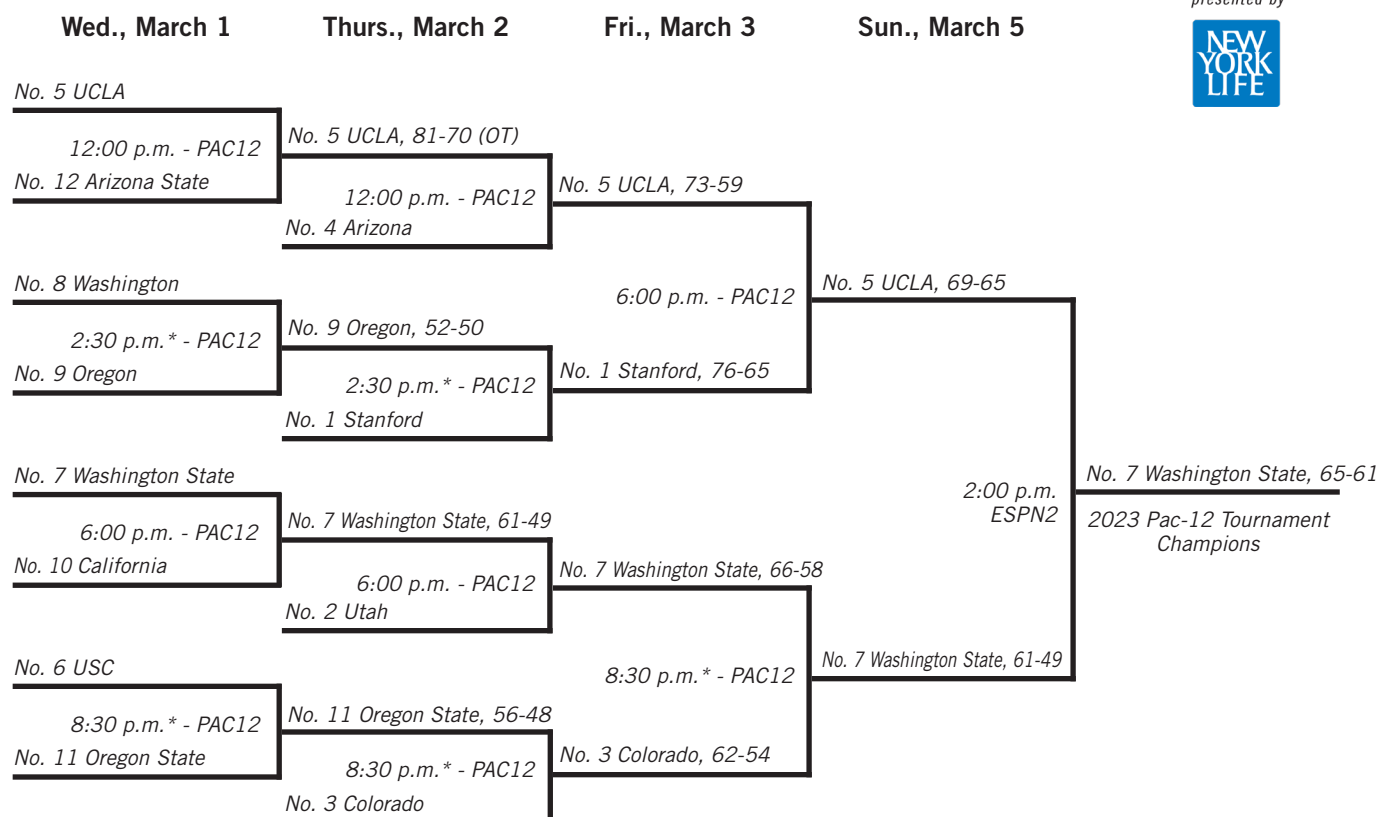 presented by
NEW
YORK
LIFE
Wed., March 1
Thurs., March 2
Fri., March 3
Sun., March 5
No. 5 UCLA
12:00 p.m. - PAC12
No. 12 Arizona State
No. 8 Washington
2:30 p.m.* - PAC12
No. 9 Oregon
No. 7 Washington State
6:00 p.m. - PAC12
No. 10 California
No. 6 USC
8:30 p.m.* - PAC12
No. 11 Oregon State
No. 5 UCLA, 81-70 (OT)
12:00 p.m. - PAC12
No. 4 Arizona
No. 9 Oregon, 52-50
2:30 p.m.* - PAC12
No. 1 Stanford
No. 7 Washington State, 61-49
6:00 p.m. - PAC12
No. 2 Utah
No. 11 Oregon State, 56-48
8:30 p.m.* - PAC12
No. 3 Colorado
No. 5 UCLA, 73-59
6:00 p.m. - PAC12
No. 1 Stanford, 76-65
No. 7 Washington State, 66-58
8:30 p.m.* - PAC12
No. 3 Colorado, 62-54
No. 5 UCLA, 69-65
2:00 p.m.
ESPN2
No. 7 Washington State, 61-49
No. 7 Washington State, 65-61
2023 Pac-12 Tournament
Champions